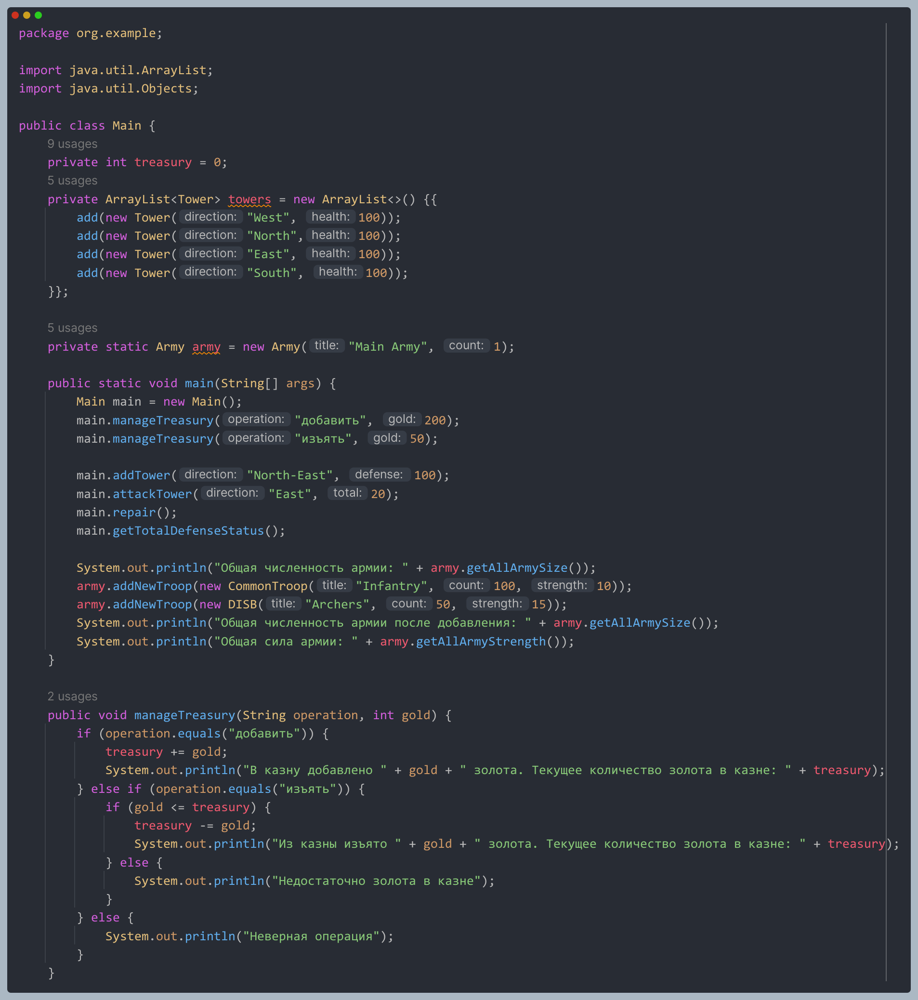 package org.example;
import java.util.ArrayList;
import java.util.Objects;
public class Main {
9 usages
private int treasury = 0;
5 usages
private ArrayList<Tower> towers = new ArrayList<>() {{
add(new Tower( direction: "West", health: 100));
add(new Tower( direction: "North", health: 100));
add(new Tower( direction: "East", health: 100));
add(new Tower( direction: "South", health: 100));
}};
5 usages
private static Army army = new Army( title: "Main Army", count: 1);
public static void main(String[] args) {
Main main = new Main();
main.manageTreasury( operation: "добавить", gold: 200);
main.manageTreasury( operation: "изъять", gold: 50);
main.addTower( direction: "North-East", defense: 100);
main.attackTower( direction: "East", total: 20);
main.repair();
main.getTotalDefenseStatus();
System.out.println("Общая численность армии: " + army.getAllArmySize());
army.addNewTroop(new CommonTroop( title: "Infantry", count: 100, strength: 10));
army.addNewTroop(new DISB( title: "Archers", count: 50, strength: 15));
System.out.println("Общая численность армии после добавления: " + army.getAllArmySize());
System.out.println("Общая сила армии: " + army.getAllArmyStrength());
}
2 usages
public void manageTreasury(String operation, int gold) {
if (operation.equals("добавить")) {
treasury += gold;
System.out.println("В казну добавлено " + gold + " золота. Текущее количество золота в казне: " + treasury);
} else if (operation.equals("изъять")) {
if (gold <= treasury) {
treasury -= gold;
System.out.println("Из казны изъято " + gold + " золота. Текущее количество золота в казне: " + treasury);
} else {
System.out.println("Недостаточно золота в казне");
}
} else {
System.out.println("Неверная операция");
}
}